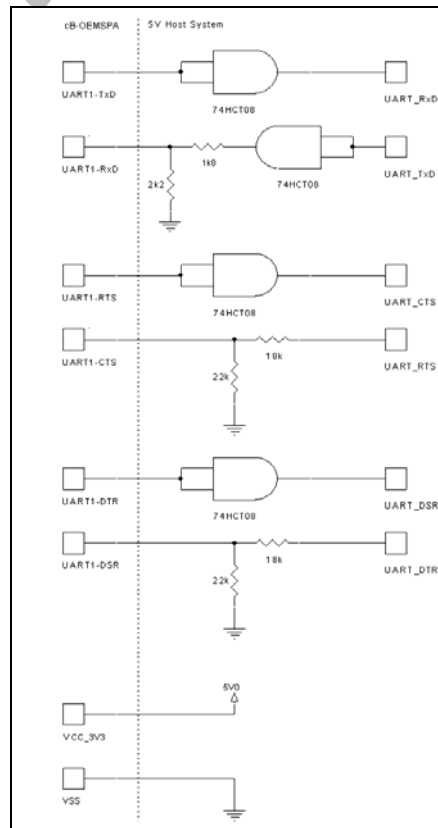 cB-OEMSPA 5V Host System
UART1-TxD 74HCT08 UART_RxD
UART1-RxD 1k8 74HCT08 UART_TxD
2k2
UART1-RTS 74HCT08 UART_CTS
UART1-CTS 18k UART_RTS
22k
UART1-DTR 74HCT08 UART_DSR
UART1-DSR 18k UART_DTR
22k
5V0
VCC_3V3
VSS